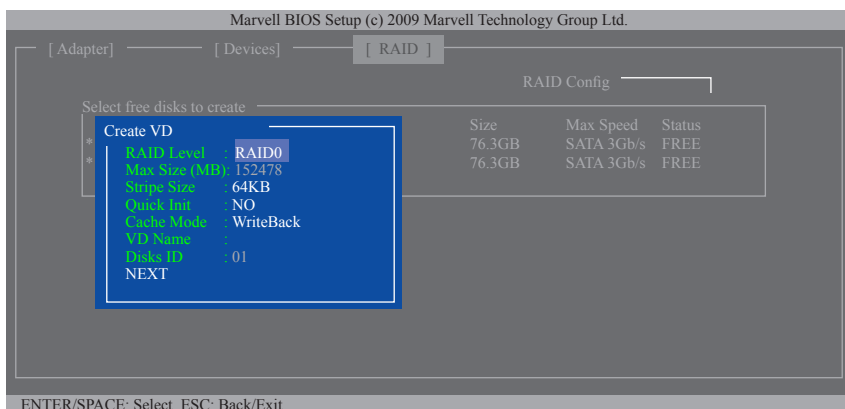 Marvell BIOS Setup (c) 2009 Marvell Technology Group Ltd.
[ Adapter] [ Devices] [ RAID ]
RAID Config
Select free disks to create
Size Max Speed Status
* 76.3GB SATA 3Gb/s FREE
* 76.3GB SATA 3Gb/s FREE
Create VD
RAID Level : RAID0
Max Size (MB): 152478
Stripe Size : 64KB
Quick Init : NO
Cache Mode : WriteBack
VD Name :
Disks ID : 01
NEXT
ENTER/SPACE: Select  ESC: Back/Exit